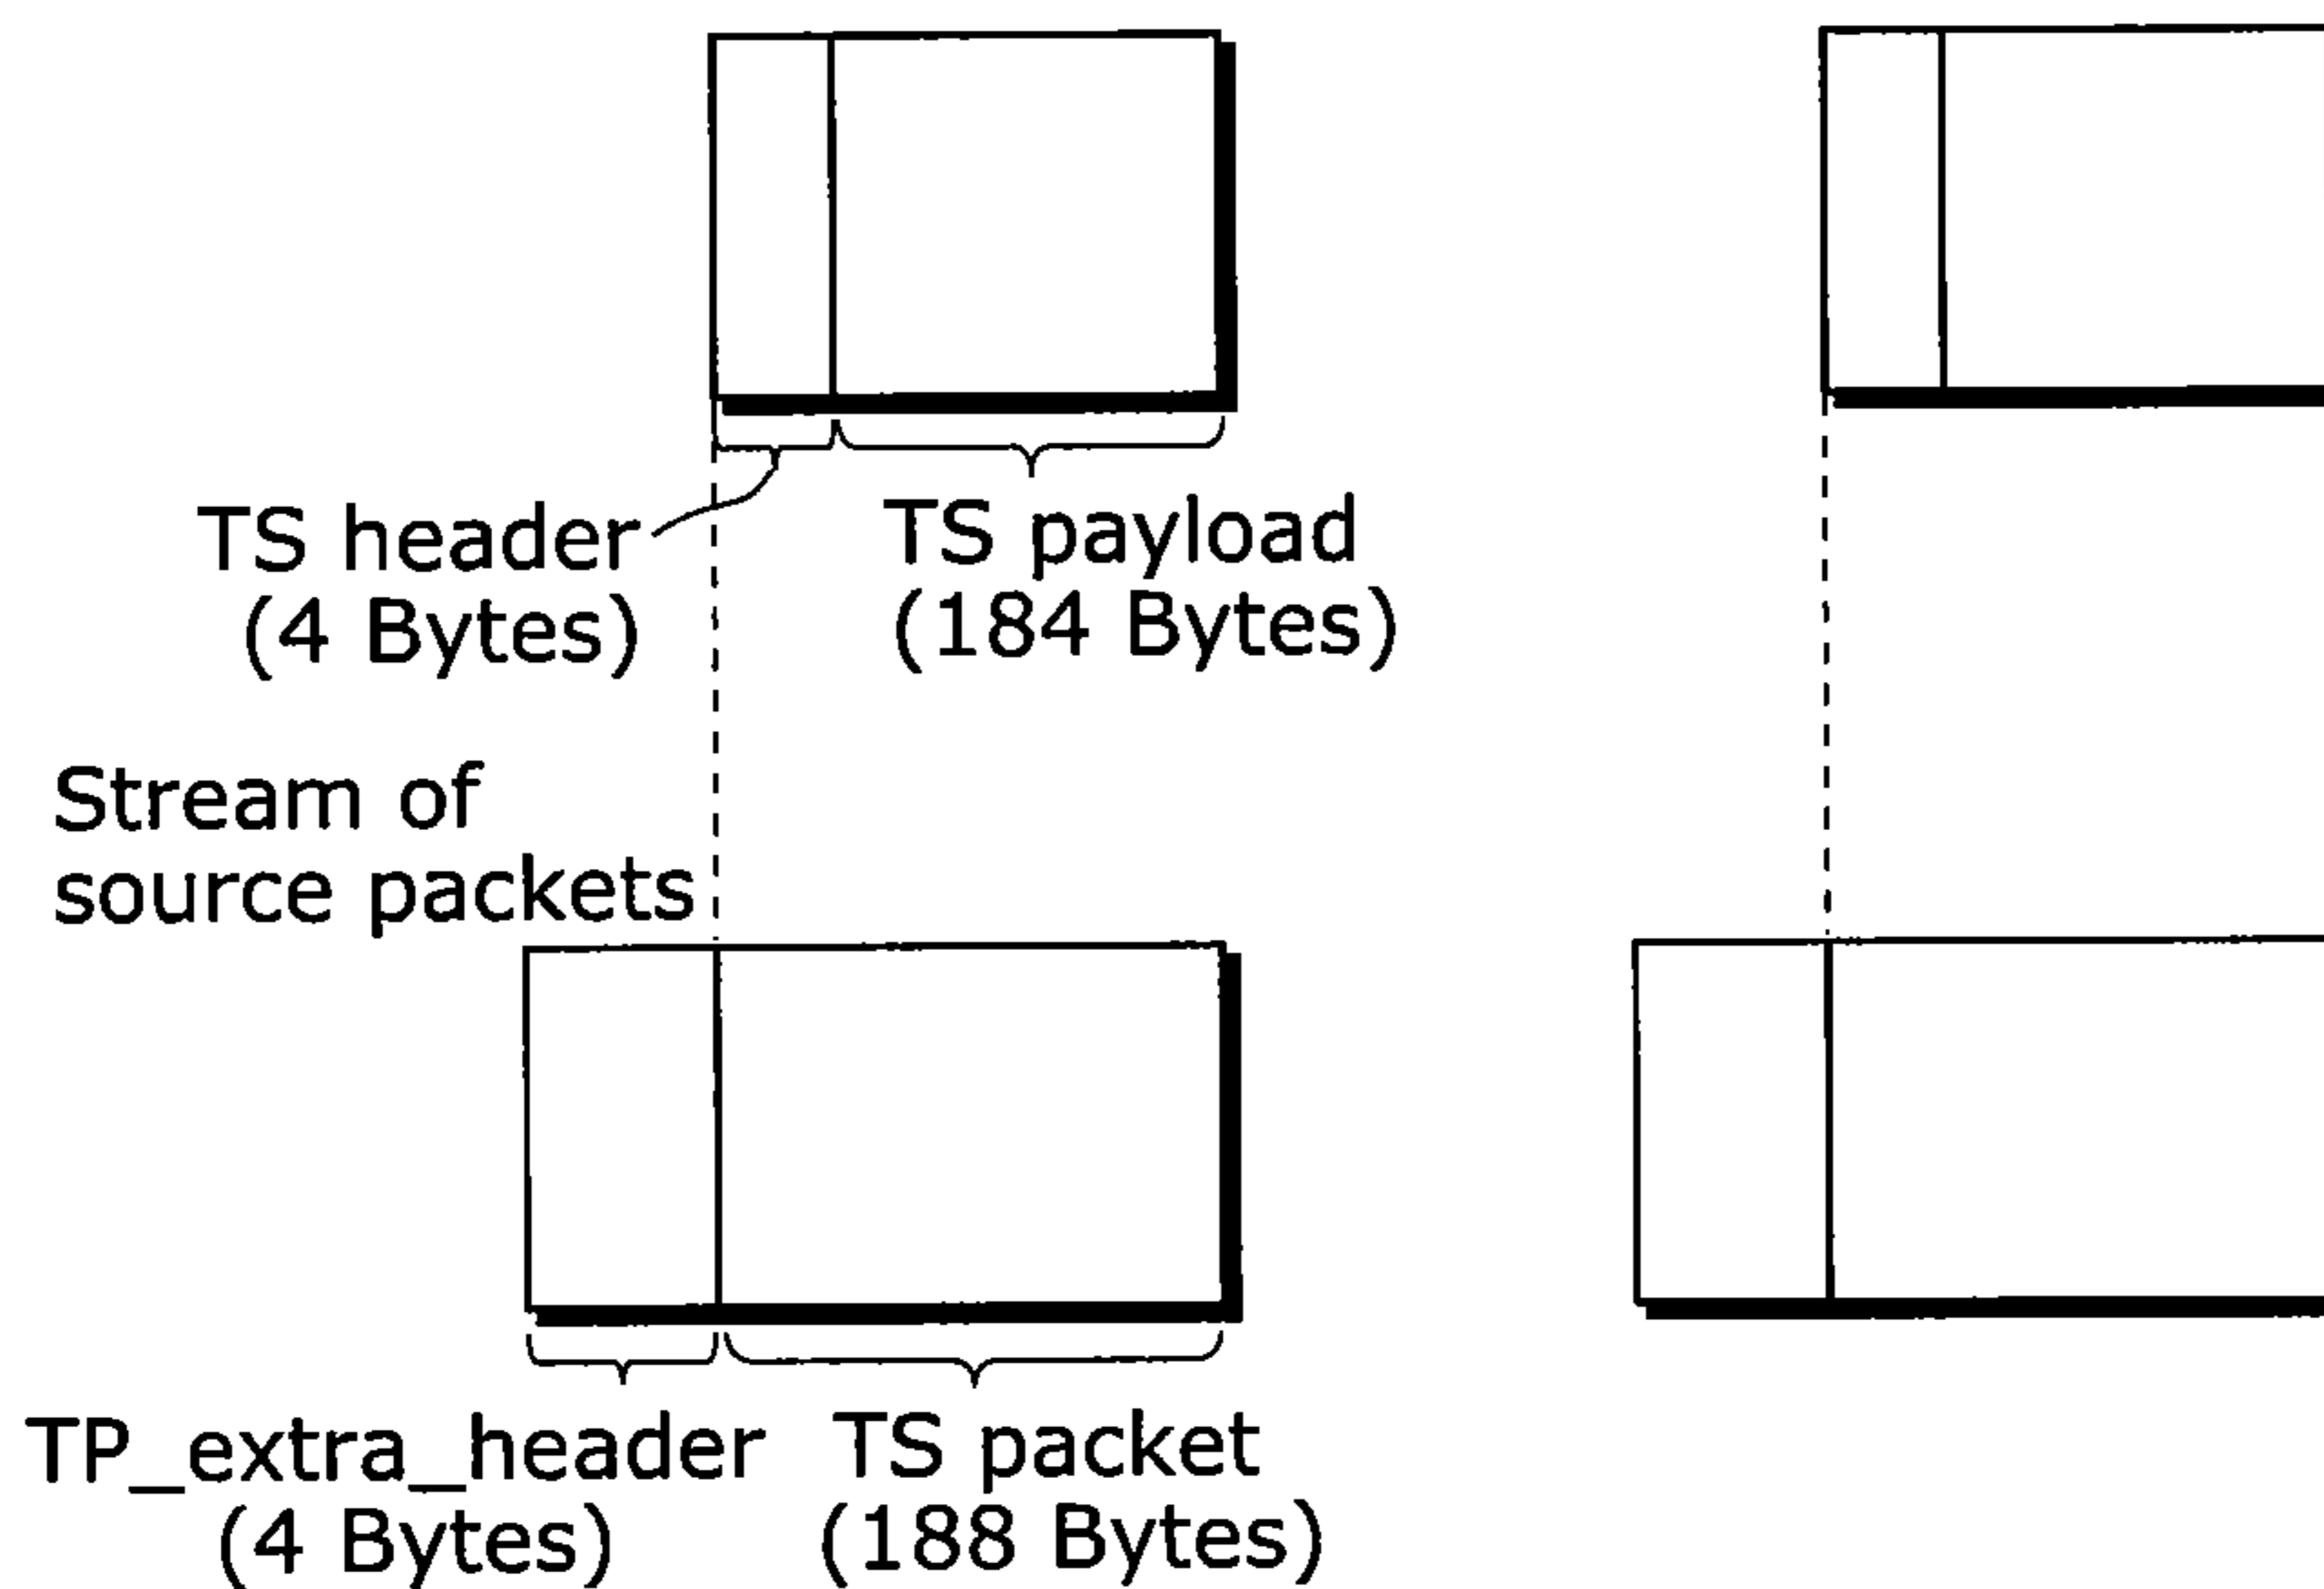 TS header
(4 Bytes)
TS payload
(184 Bytes)
Stream of
source packets
TP_extra_header
(4 Bytes)
TS packet
(188 Bytes)